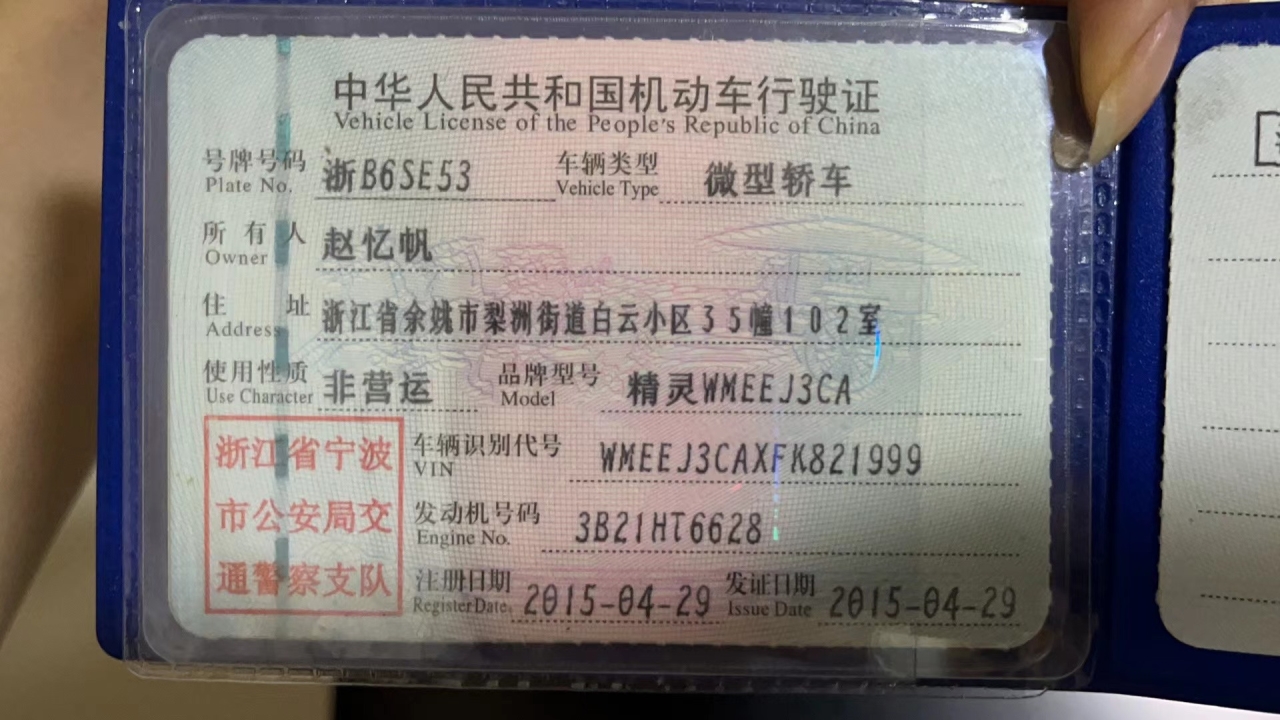 中华人民共和国机动车行驶证
Vehicle License of the People's Republic of China
号牌号码 浙B6SE53 车辆类型 微型轿车
Plate No. Vehicle Type
所有人 赵忆帆
Owner
住址 浙江省余姚市梨洲街道白云小区35幢102室
Address
使用性质 非营运 品牌型号 精灵WMEEJ3CA
Use Character Model
浙江省宁波
市公安局交
通警察支队
车辆识别代号 WMEEJ3CAXFK821999
VIN
发动机号码 3B21HT6628
Engine No.
注册日期 2015-04-29 发证日期 2015-04-29
Register Date Issue Date